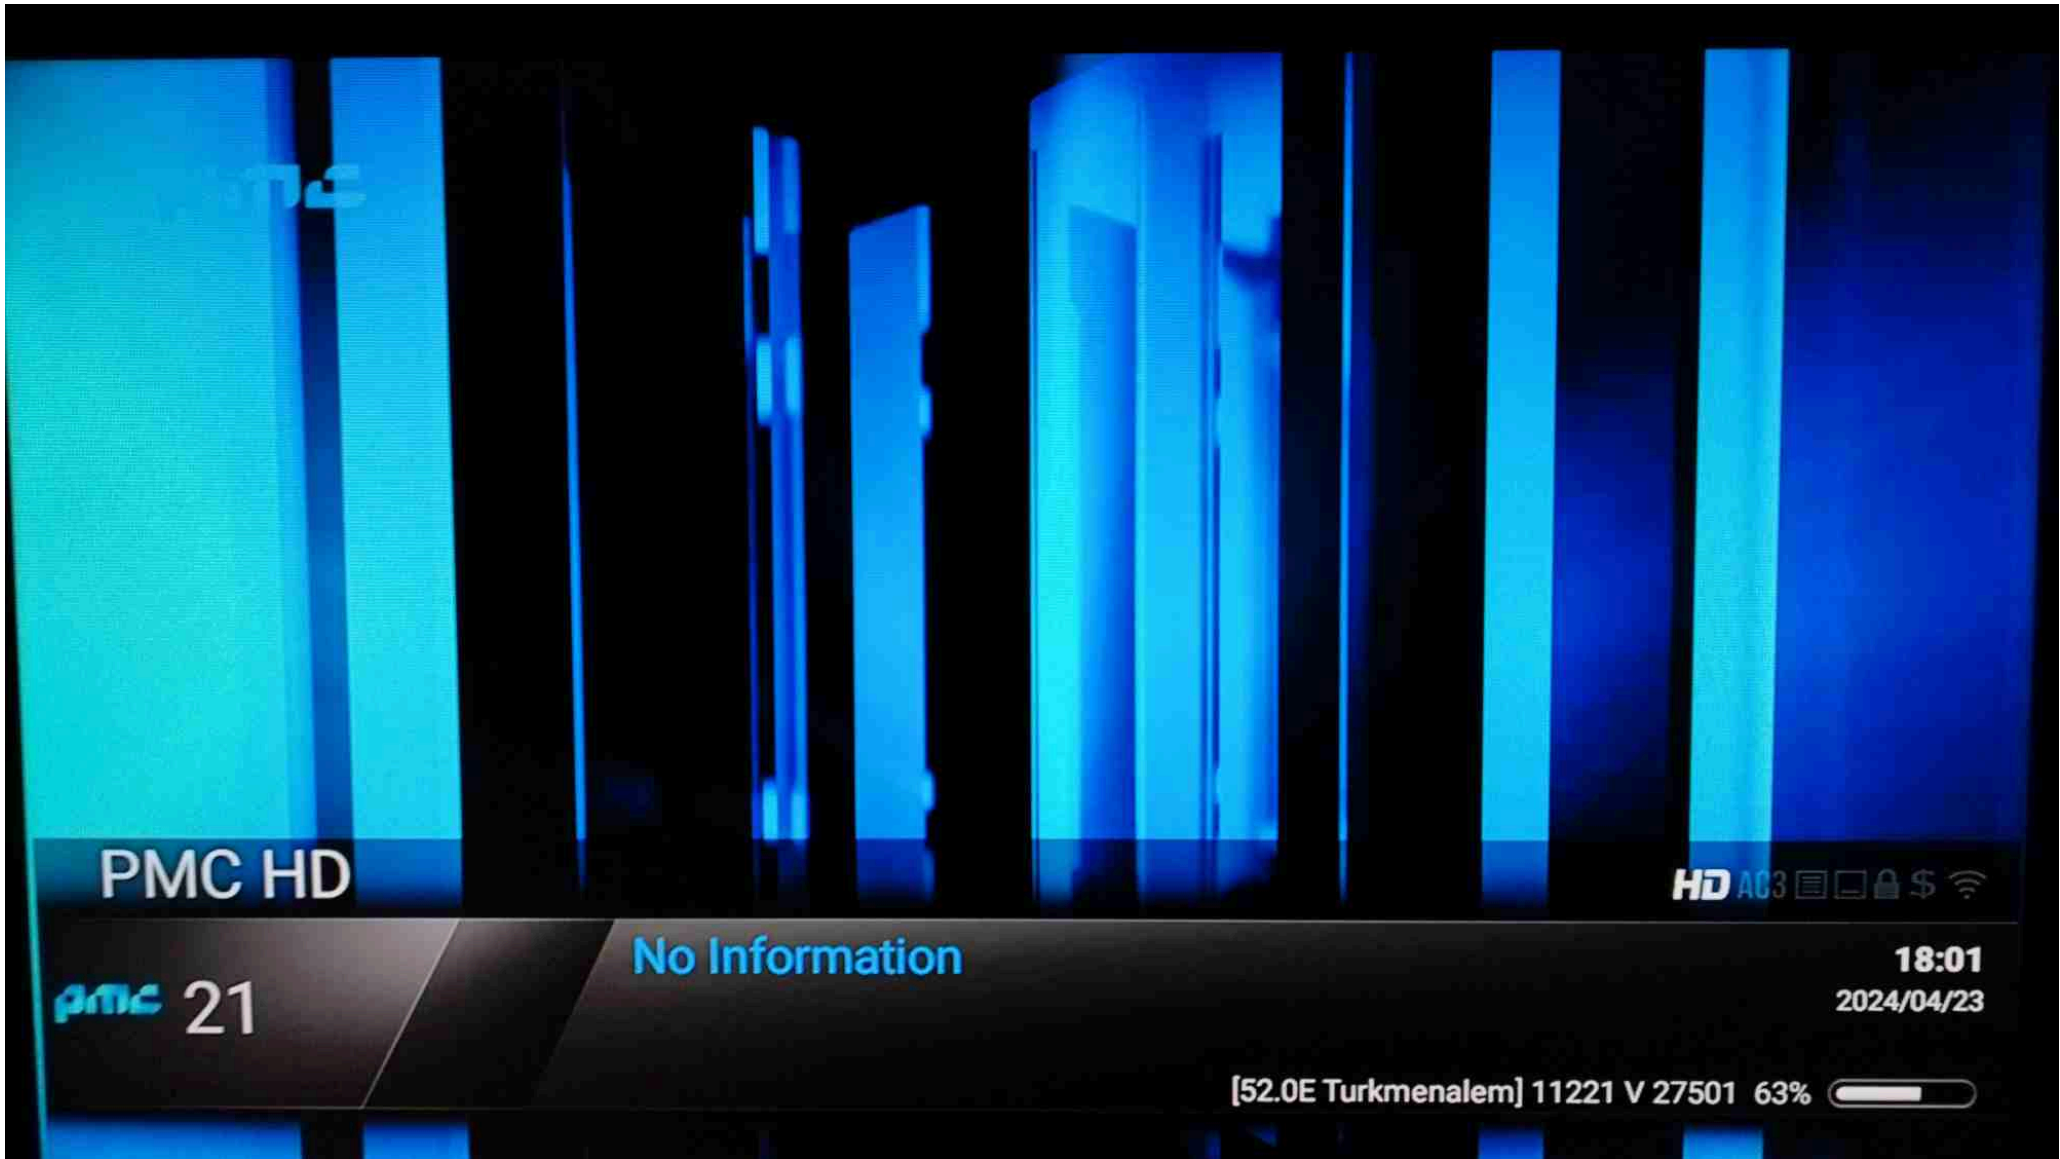 pmc
PMC HD
HD AC3 $
No Information
18:01
pmc 21
2024/04/23
[52.0E Turkmenalem] 11221 V 27501 63%